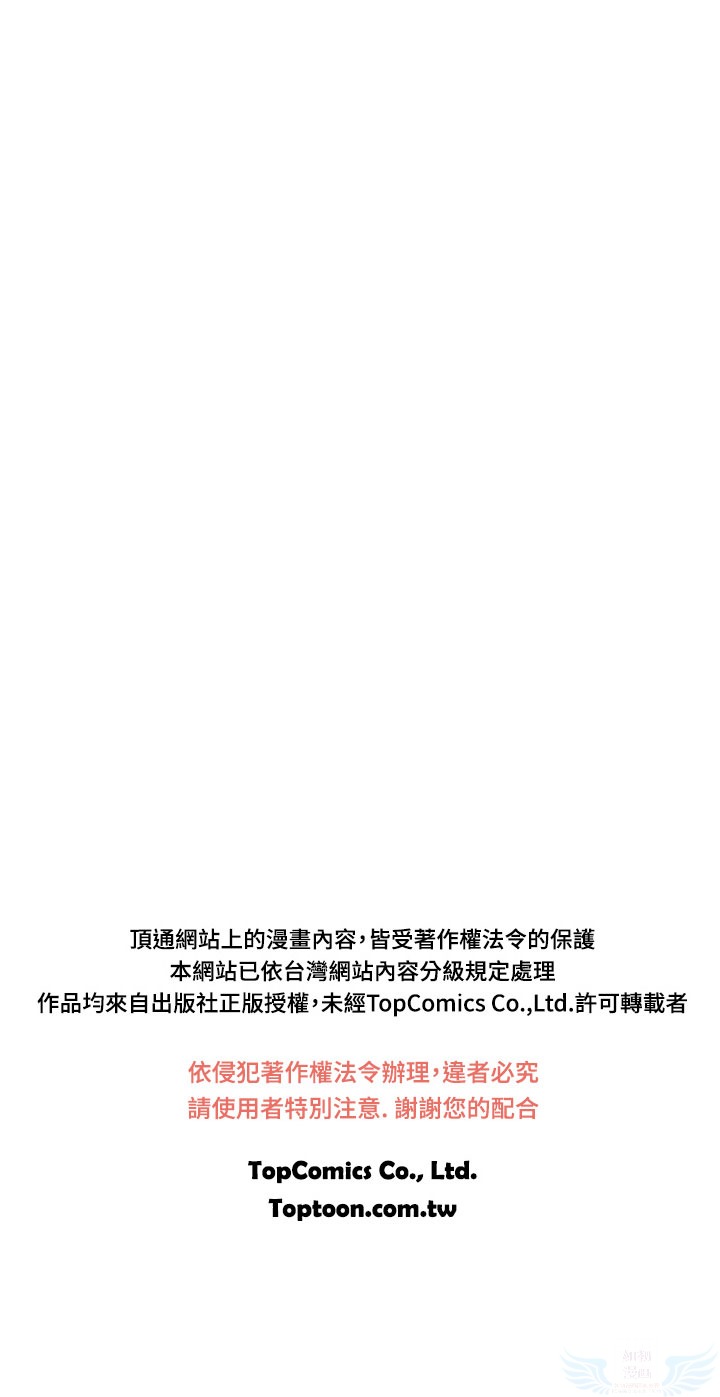 頂通網站上的漫畫內容，皆受著作權法令的保護
本網站已依台灣網站內容分級規定處理
作品均來自出版社正版授權，未經TopComics Co.,Ltd.許可轉載者
依侵犯著作權法令辦理，違者必究
請使用者特別注意. 謝謝您的配合
TopComics Co., Ltd.
Toptoon.com.tw
漫画